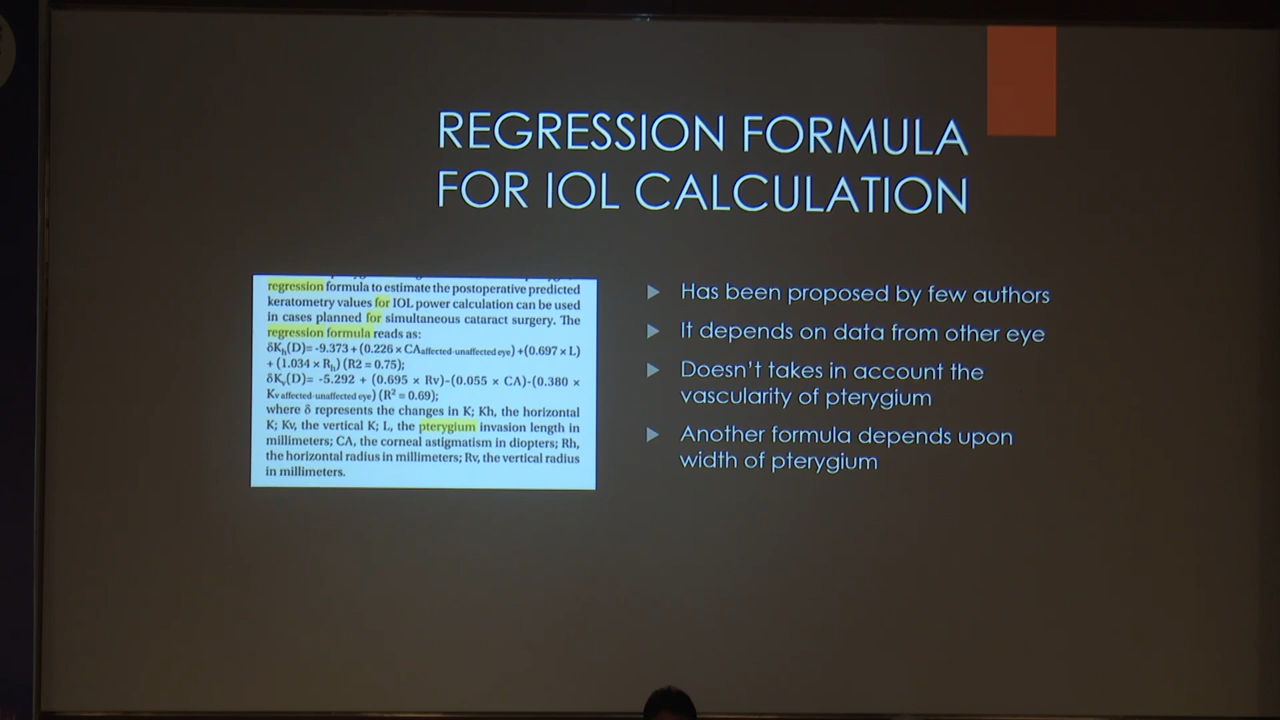 REGRESSION FORMULA
FOR IOL CALCULATION
regression formula to estimate the postoperative predicted
keratometry values for IOL power calculation can be used
in cases planned for simultaneous cataract surgery. The
regression formula reads as:
δKh(D)= -9.373 + (0.226 × CAaffected-unaffected eye) +(0.697 × L)
+ (1.034 × Rh) (R2 = 0.75);
δKv(D)= -5.292 + (0.695 × Rv)–(0.055 × CA)-(0.380 ×
Kv affected-unaffected eye) (R² = 0.69);
where δ represents the changes in K; Kh, the horizontal
K; Kv, the vertical K; L, the pterygium invasion length in
millimeters; CA, the corneal astigmatism in diopters; Rh,
the horizontal radius in millimeters; Rv, the vertical radius
in millimeters.
Has been proposed by few authors
It depends on data from other eye
Doesn't takes in account the
vascularity of pterygium
Another formula depends upon
width of pterygium